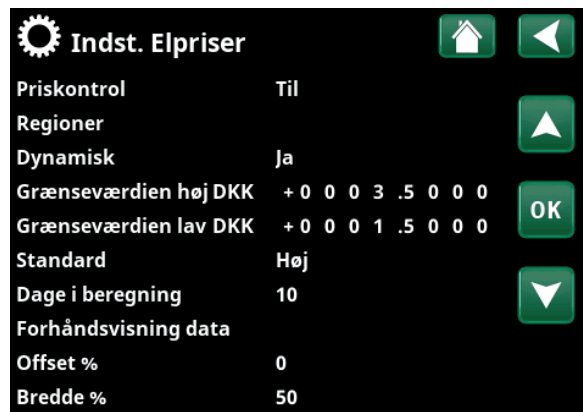 Indst. Elpriser
Priskontrol Til
Regioner
Dynamisk Ja
Grænseværdien høj DKK +0 0 0 3 .5 0 0 0
OK
Grænseværdien lav DKK +0 0 0 1 .5 0 0 0
Standard Høj
Dage i beregning 10
Forhåndsvisning data
Offset % 0
Bredde % 50